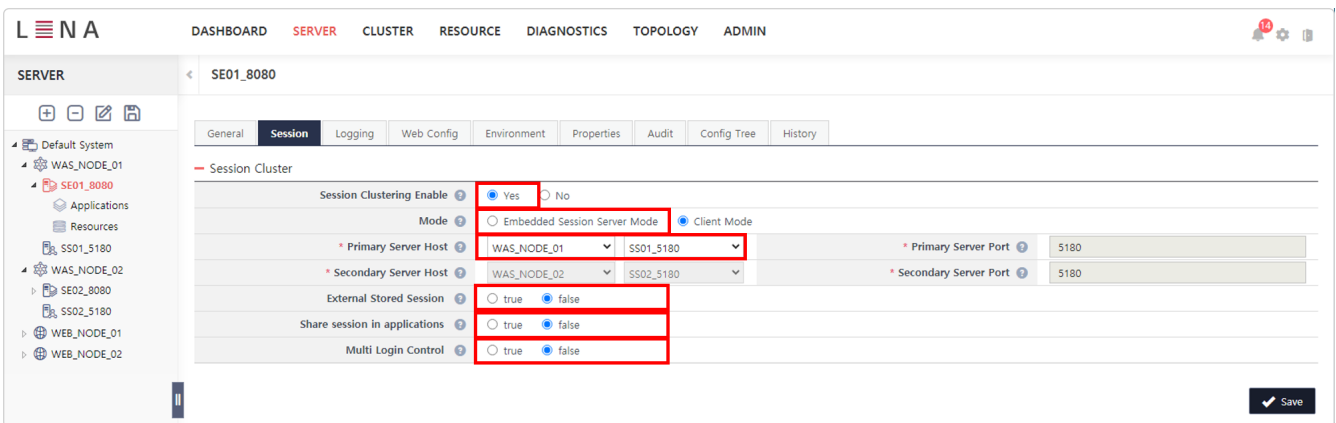 LENA
DASHBOARD SERVER CLUSTER RESOURCE DIAGNOSTICS TOPOLOGY ADMIN
14
SERVER
SE01_8080
Default System
WAS_NODE_01
SE01_8080
Applications
Resources
SS01_5180
WAS_NODE_02
SE02_8080
SS02_5180
WEB_NODE_01
WEB_NODE_02
General Session Logging Web Config Environment Properties Audit Config Tree History
Session Cluster
Session Clustering Enable ? Yes No
Mode ? Embedded Session Server Mode Client Mode
* Primary Server Host ? WAS_NODE_01 SS01_5180 * Primary Server Port ? 5180
* Secondary Server Host ? WAS_NODE_02 SS02_5180 * Secondary Server Port ? 5180
External Stored Session ? true false
Share session in applications ? true false
Multi Login Control ? true false
Save